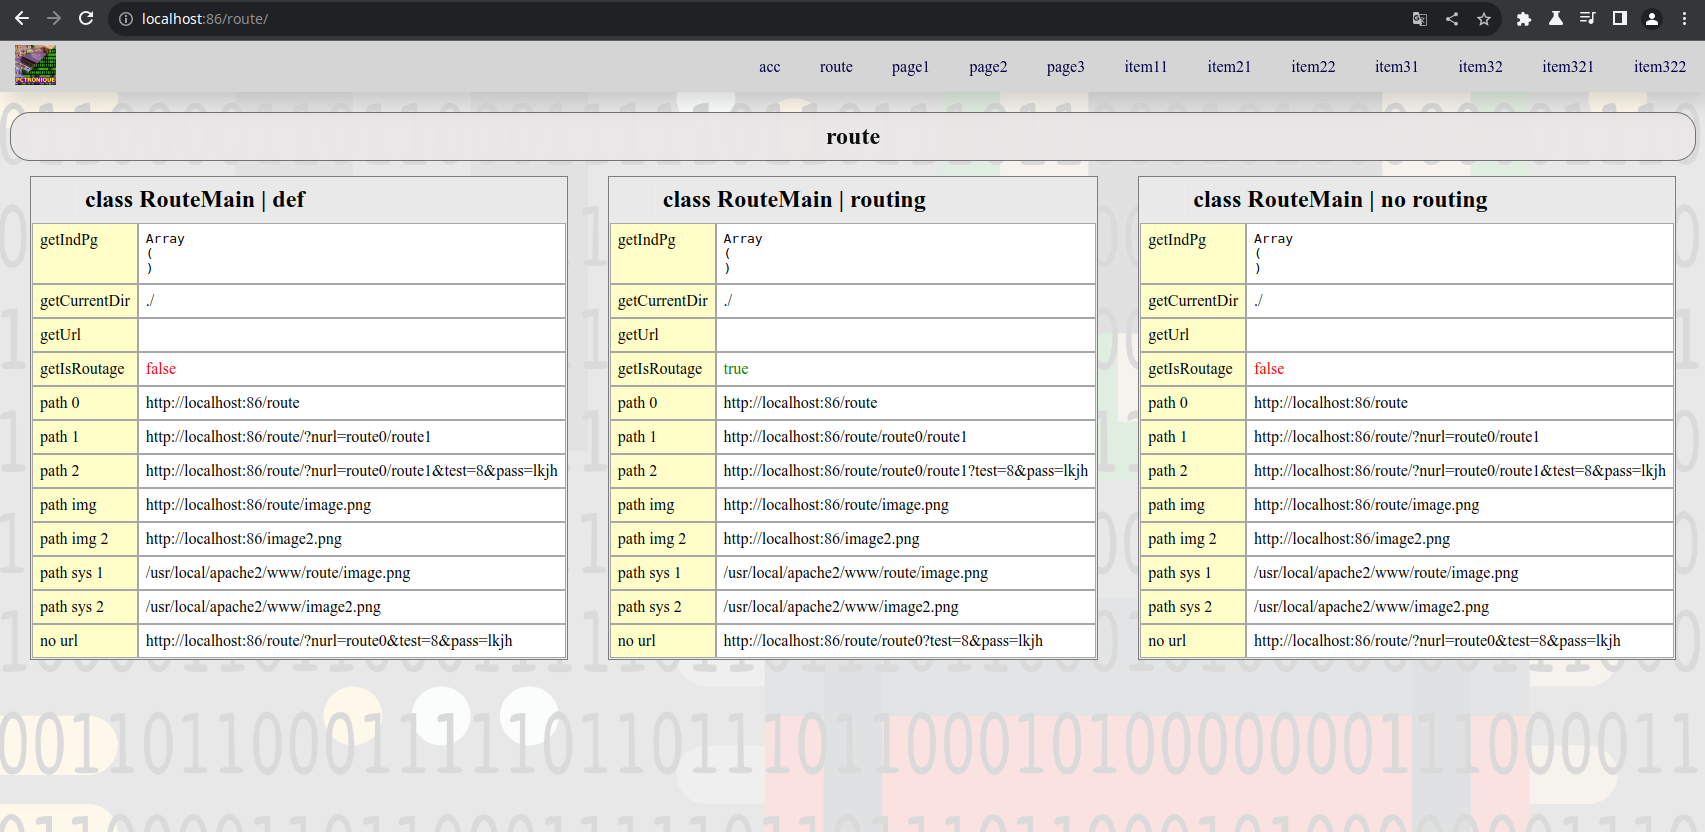 localhost:86/route/
PCTRONIQUE
acc route page1 page2 page3 item11 item21 item22 item31 item32 item321 item322
route
class RouteMain | def
getIndPg Array
(
)
getCurrentDir ./
getUrl
getIsRoutage false
path 0 http://localhost:86/route
path 1 http://localhost:86/route/?nurl=route0/route1
path 2 http://localhost:86/route/?nurl=route0/route1&test=8&pass=lkjh
path img http://localhost:86/route/image.png
path img 2 http://localhost:86/image2.png
path sys 1 /usr/local/apache2/www/route/image.png
path sys 2 /usr/local/apache2/www/image2.png
no url http://localhost:86/route/?nurl=route0&test=8&pass=lkjh
class RouteMain | routing
getIndPg Array
(
)
getCurrentDir ./
getUrl
getIsRoutage true
path 0 http://localhost:86/route
path 1 http://localhost:86/route/route0/route1
path 2 http://localhost:86/route/route0/route1?test=8&pass=lkjh
path img http://localhost:86/route/image.png
path img 2 http://localhost:86/image2.png
path sys 1 /usr/local/apache2/www/route/image.png
path sys 2 /usr/local/apache2/www/image2.png
no url http://localhost:86/route/route0?test=8&pass=lkjh
class RouteMain | no routing
getIndPg Array
(
)
getCurrentDir ./
getUrl
getIsRoutage false
path 0 http://localhost:86/route
path 1 http://localhost:86/route/?nurl=route0/route1
path 2 http://localhost:86/route/?nurl=route0/route1&test=8&pass=lkjh
path img http://localhost:86/route/image.png
path img 2 http://localhost:86/image2.png
path sys 1 /usr/local/apache2/www/route/image.png
path sys 2 /usr/local/apache2/www/image2.png
no url http://localhost:86/route/?nurl=route0&test=8&pass=lkjh